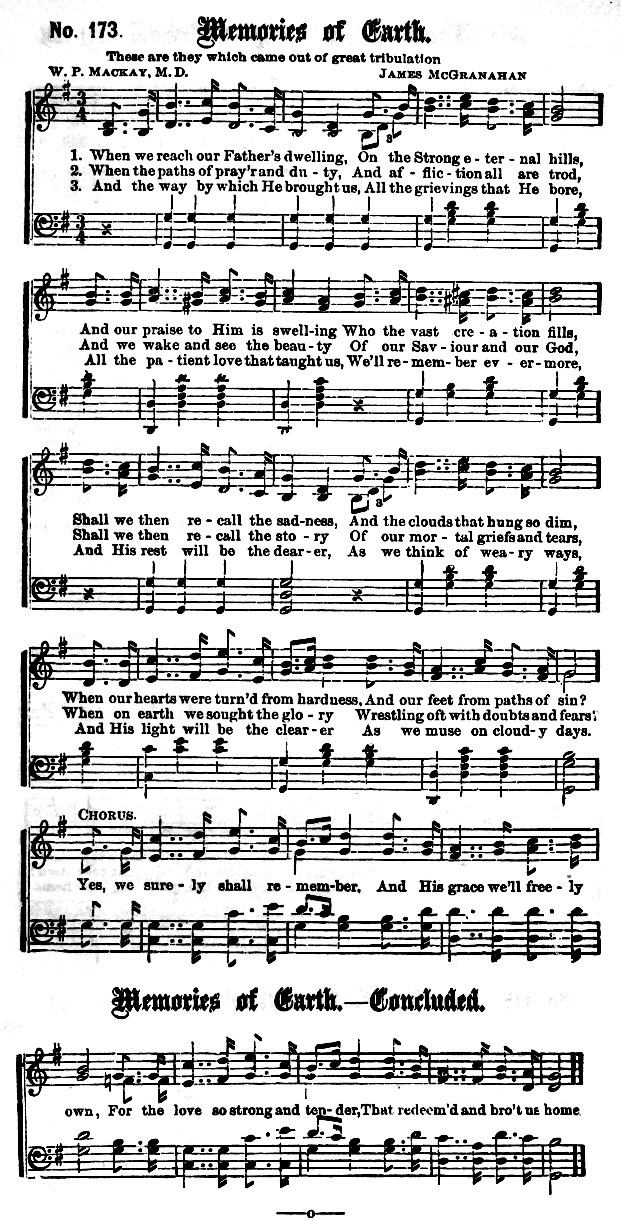 No. 173. Memories of Earth.
These are they which came out of great tribulation
W. P. MACKAY, M. D. JAMES MCGRANAHAN
3/4
3
1. When we reach our Father's dwelling, On the Strong e - ter - nal hills,
2. When the paths of pray'r and du - ty, And af - flic - tion all are trod,
3. And the way by which He brought us, All the grievings that He bore,
3/4
And our praise to Him is swell-ing Who the vast cre - a - tion fills,
And we wake and see the beau - ty Of our Sav - iour and our God,
All the pa - tient love that taught us, We'll re - mem - ber ev - er - more,
3
Shall we then re - call the sad-ness, And the clouds that hung so dim,
Shall we then re - call the sto - ry Of our mor - tal griefs and tears,
And His rest will be the dear - er, As we think of wea - ry ways,
When our hearts were turn'd from hardness, And our feet from paths of sin?
When on earth we sought the glo - ry Wrestling oft with doubts and fears?
And His light will be the clear - er As we muse on cloud-y days.
CHORUS.
Yes, we sure - ly shall re - mem-ber, And His grace we'll free - ly
Memories of Earth.—Concluded.
own, For the love so strong and ten - der, That redeem'd and bro't us home